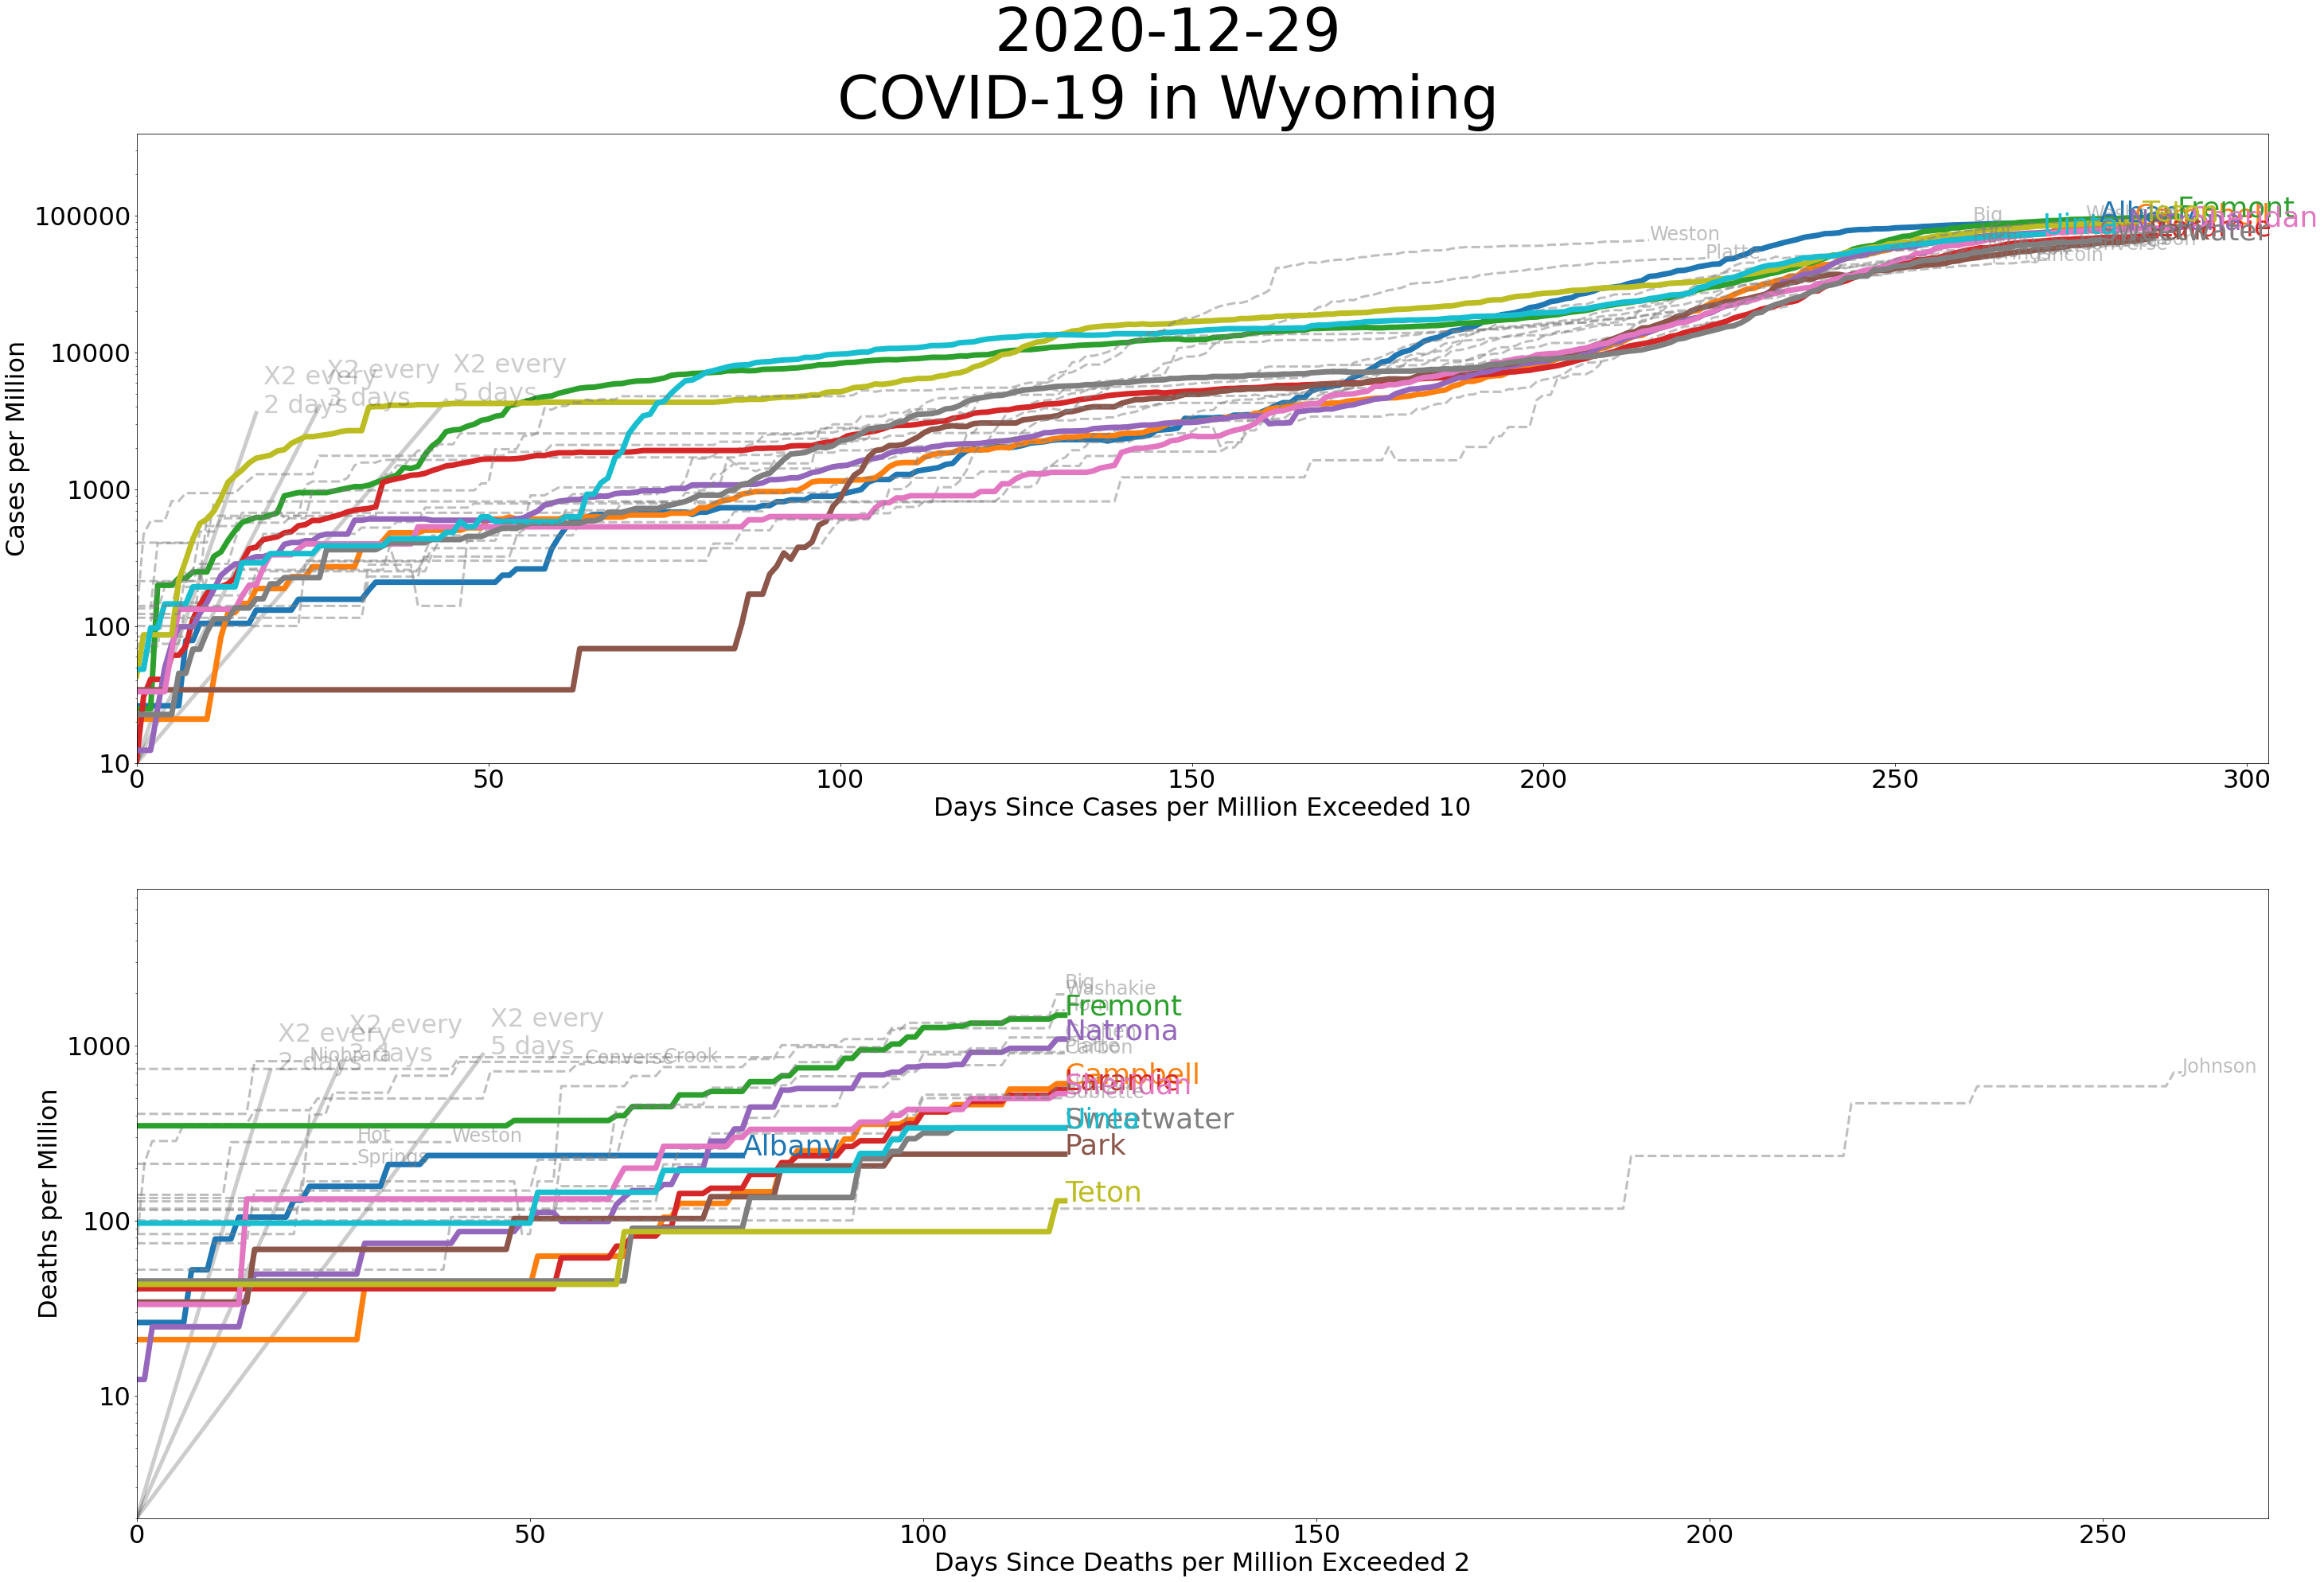 2020-12-29
COVID-19 in Wyoming
Cases per Million
100000
10000
1000
100
10
X2 every
2 days
X2 every
3 days
X2 every
5 days
Weston
Platte
Big
Lincoln
Fremont
0
50
100
150
200
250
300
Days Since Cases per Million Exceeded 10
Deaths per Million
1000
100
10
X2 every
2 days
X2 every
3 days
X2 every
5 days
Niobrara
Converse
Crook
Hot
Springs
Weston
Albany
Big
Washakie
Fremont
Natrona
Carbon
Campbell
Laramie
Sheridan
Sublette
Uinta
Sweetwater
Park
Teton
Johnson
0
50
100
150
200
250
Days Since Deaths per Million Exceeded 2